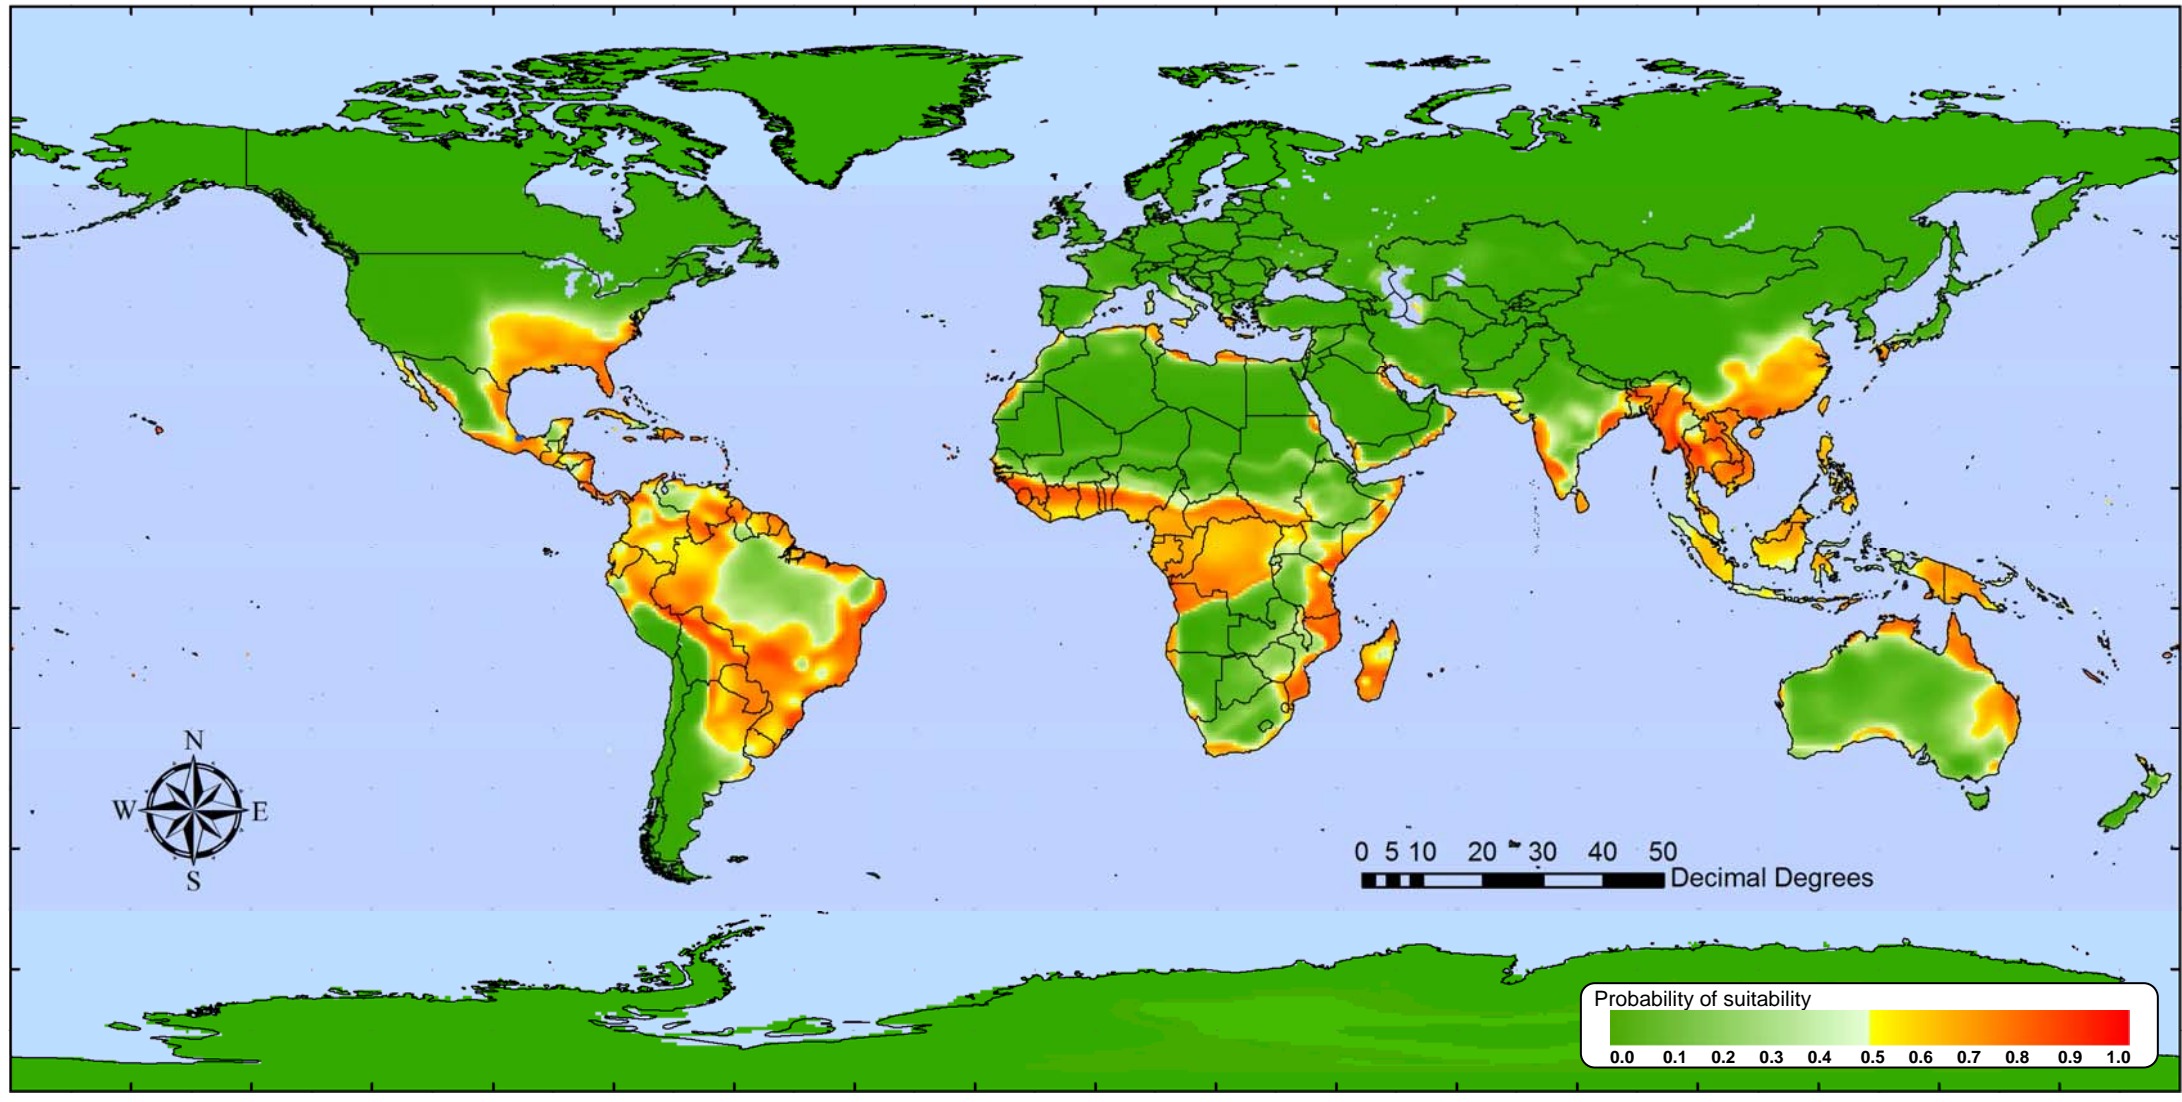 N
W E
S
0 5 10 20 30 40 50
Decimal Degrees
Probability of suitability
0.0 0.1 0.2 0.3 0.4 0.5 0.6 0.7 0.8 0.9 1.0